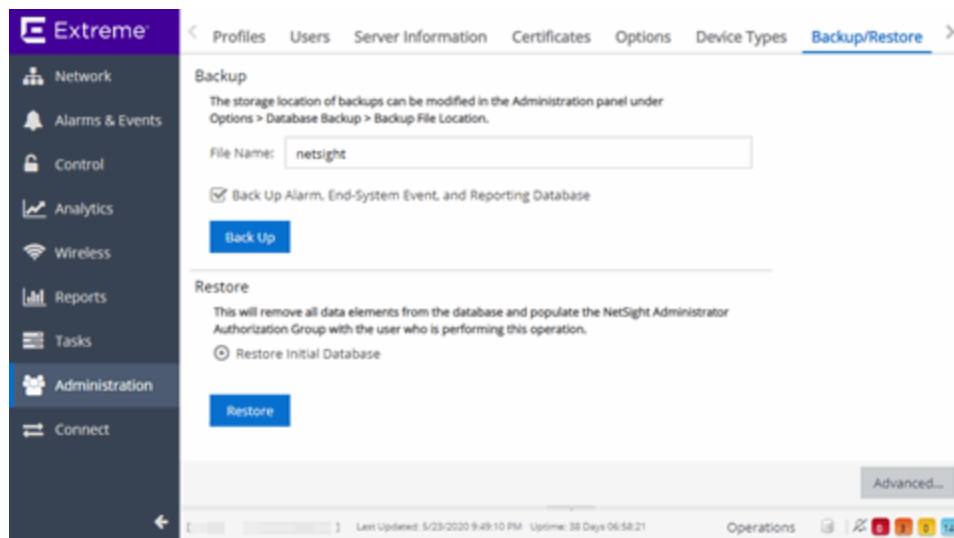 Extreme
Profiles Users Server Information Certificates Options Device Types Backup/Restore
Network
Alarms & Events
Control
Analytics
Wireless
Reports
Tasks
Administration
Connect
Backup
The storage location of backups can be modified in the Administration panel under
Options > Database Backup > Backup File Location.
File Name: netsight
Back Up Alarm, End-System Event, and Reporting Database
Back Up
Restore
This will remove all data elements from the database and populate the NetSight Administrator
Authorization Group with the user who is performing this operation.
Restore Initial Database
Restore
Advanced...
Last Updated: 5/23/2020 9:49:10 PM Uptime: 38 Days 06:58:21 Operations 0 3 0